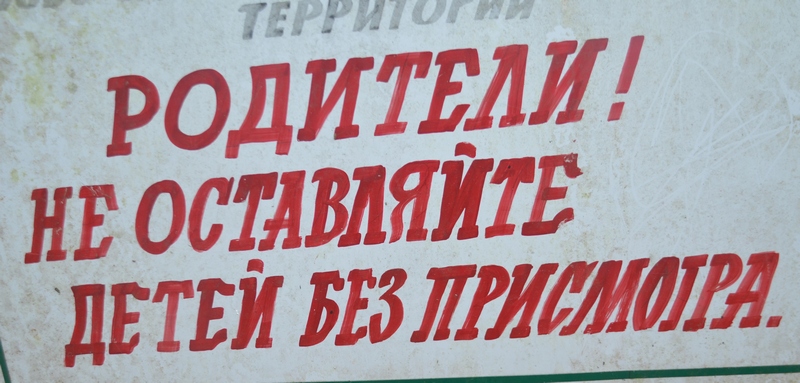 ТЕРРИТОРИИ
РОДИТЕЛИ!
НЕ ОСТАВЛЯЙТЕ
ДЕТЕЙ БЕЗ ПРИСМОТРА.